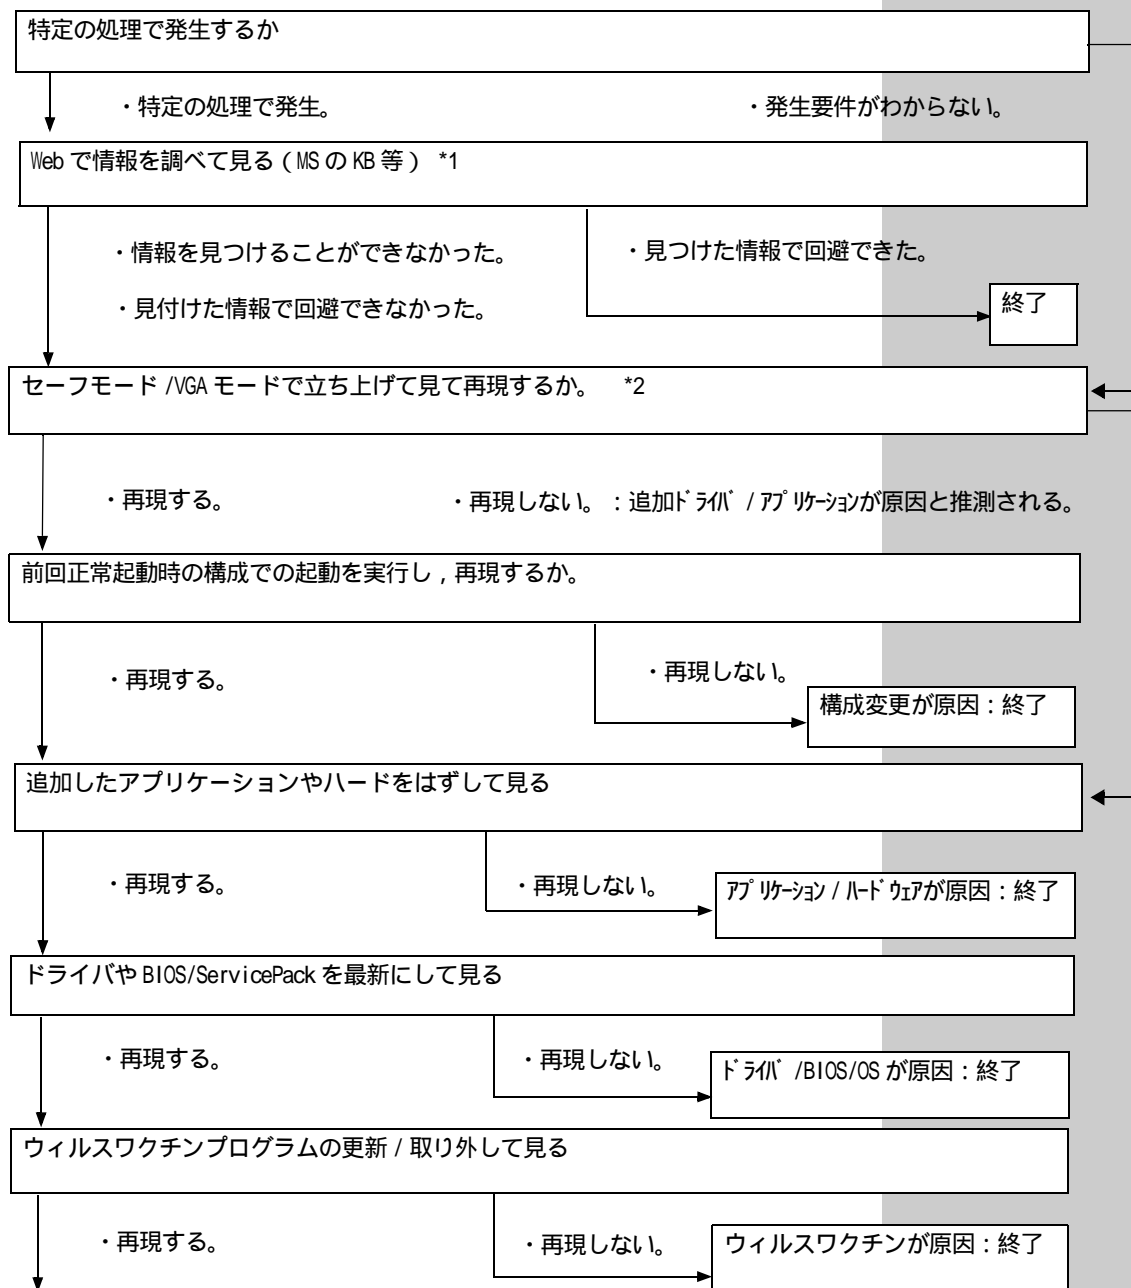 特定の処理で発生するか
・特定の処理で発生。 ・発生要件がわからない。
Web で情報を調べて見る ( MS の KB 等 ) *1
・情報を見つけることができなかった。 ・見つけた情報で回避できた。
・見付けた情報で回避できなかった。
終了
セーフモード /VGA モードで立ち上げて見て再現するか。 *2
・再現する。 ・再現しない。：追加ﾄﾞﾗｲﾊﾞ / ｱﾌﾟﾘｹｰｼｮﾝが原因と推測される。
前回正常起動時の構成での起動を実行し , 再現するか。
・再現する。 ・再現しない。
構成変更が原因：終了
追加したアプリケーションやハードをはずして見る
・再現する。 ・再現しない。 ｱﾌﾟﾘｹｰｼｮﾝ / ﾊｰﾄﾞｳｪｱが原因：終了
ドライバや BIOS/ServicePack を最新にして見る
・再現する。 ・再現しない。 ﾄﾞﾗｲﾊﾞ /BIOS/OS が原因：終了
ウィルスワクチンプログラムの更新 / 取り外して見る
・再現する。 ・再現しない。 ウィルスワクチンが原因：終了